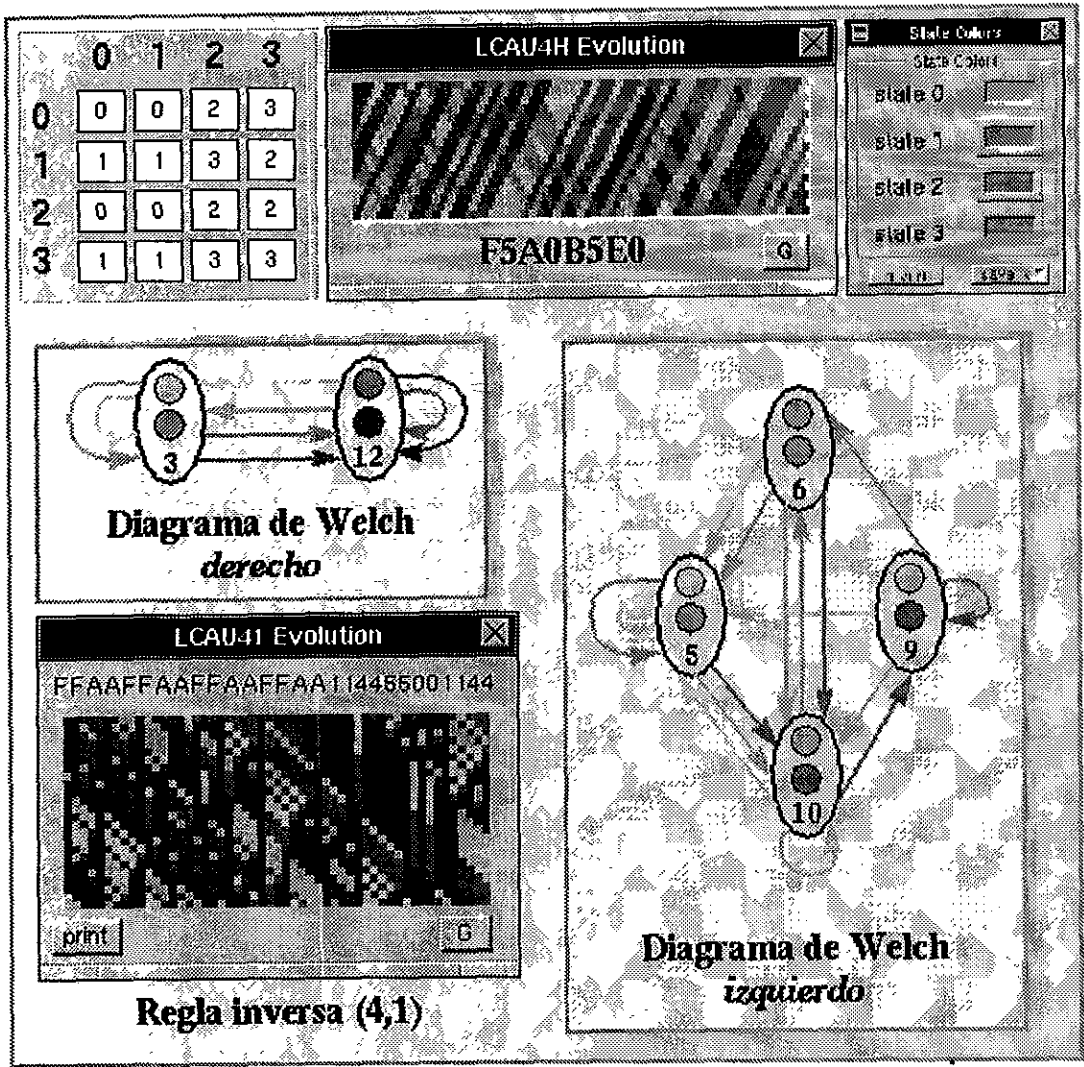 0 1 2 3
0 0 0 2 3
1 1 1 3 2
2 0 0 2 2
3 1 1 3 3
LCAU4H Evolution
F5A0B5E0
G
State Colors
State Colors
state 0
state 1
state 2
state 3
3
12
Diagrama de Welch
derecho
6
5
9
10
Diagrama de Welch
izquierdo
LCAU41 Evolution
FFAAFFAAFFAAFFAA114455001144
print
G
Regla inversa (4,1)